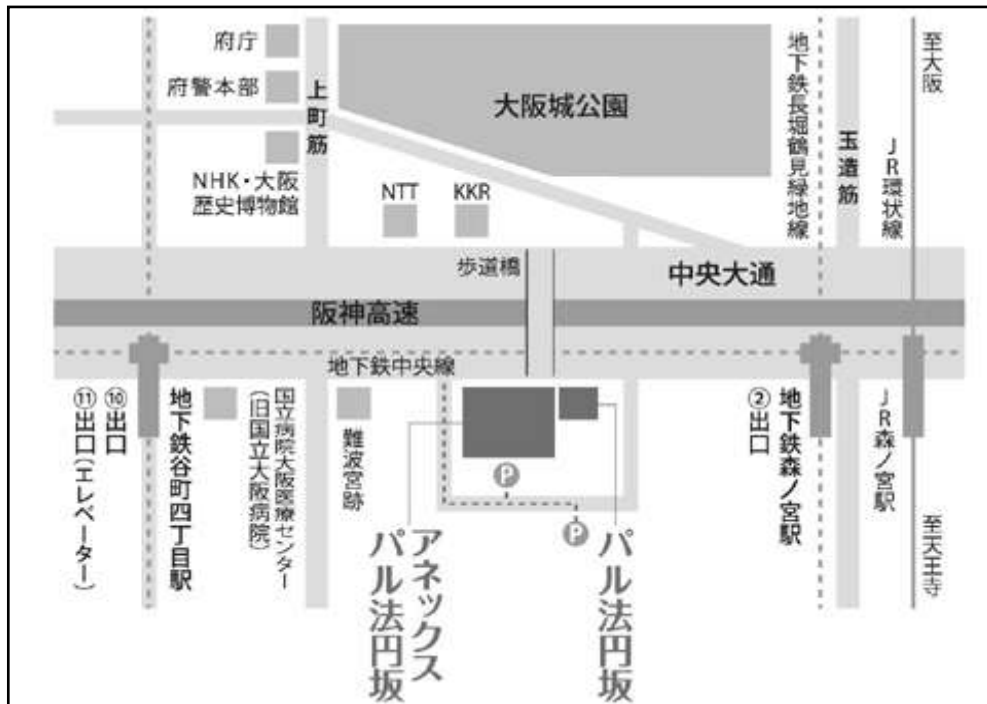 府庁
府警本部
上町筋
大阪城公園
地下鉄長堀鶴見緑地線
玉造筋
JR環状線
至大阪
NHK・大阪
歴史博物館
NTT
KKR
歩道橋
中央大通
阪神高速
地下鉄中央線
⑪出口(エレベーター)
⑩出口
地下鉄谷町四丁目駅
国立病院大阪医療センター
(旧国立大阪病院)
難波宮跡
P
P
アネックス
パル法円坂
パル法円坂
②出口
地下鉄森ノ宮駅
JR森ノ宮駅
至天王寺